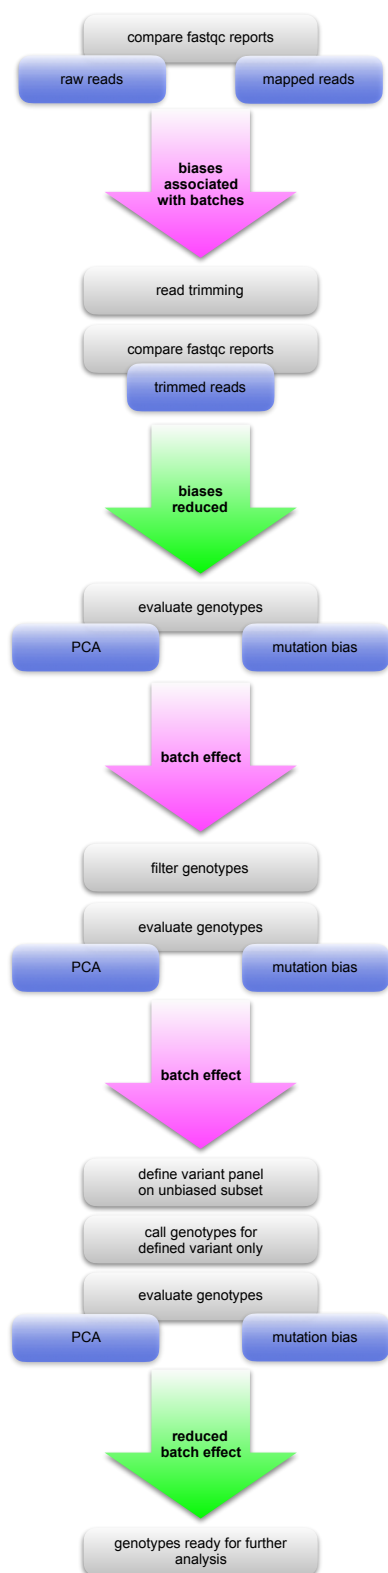 compare fastqc reports
raw reads
mapped reads
biases
associated
with batches
read trimming
compare fastqc reports
trimmed reads
biases
reduced
evaluate genotypes
PCA
mutation bias
batch effect
filter genotypes
evaluate genotypes
PCA
mutation bias
batch effect
define variant panel
on unbiased subset
call genotypes for
defined variant only
evaluate genotypes
PCA
mutation bias
reduced
batch effect
genotypes ready for further
analysis